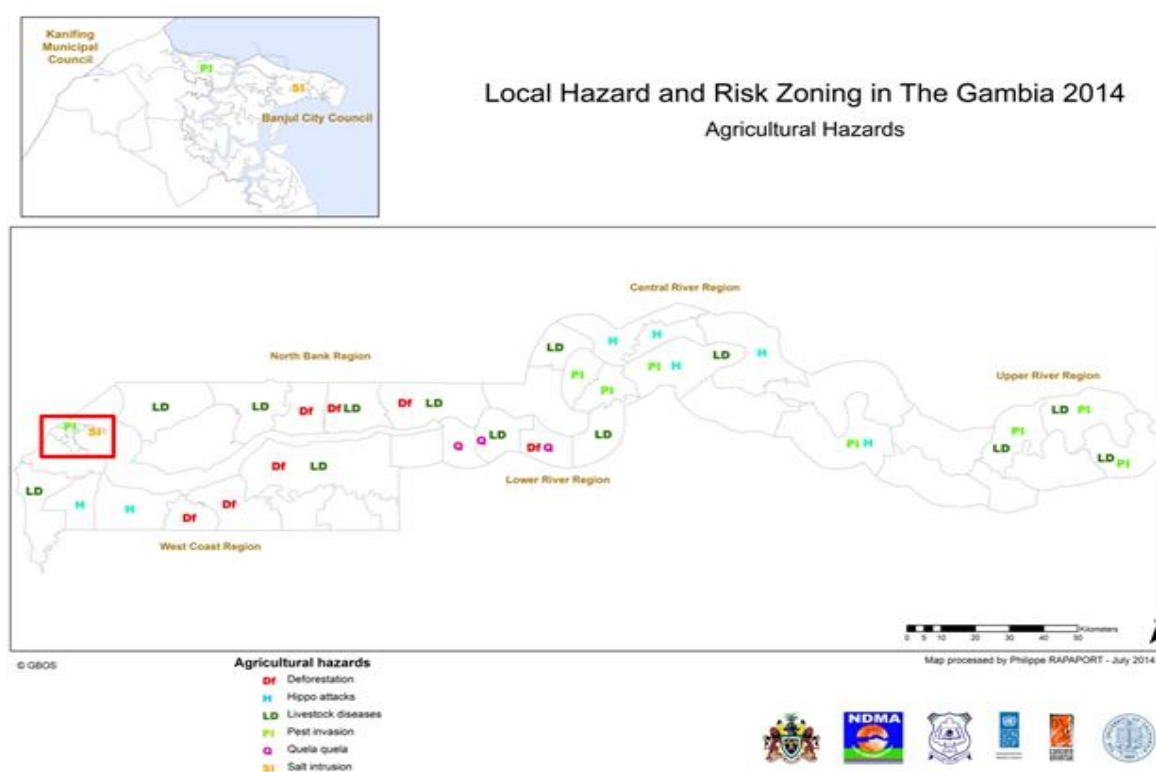 Kanifing
Municipal
Council
PI
SI
Banjul City Council
Local Hazard and Risk Zoning in The Gambia 2014
Agricultural Hazards
Central River Region
North Bank Region
Upper River Region
Lower River Region
West Coast Region
LD H H H
PI H LD
PI PI
LD LD Df Df LD Df LD
PI SI
Q Q LD Df Q LD
PI H
LD PI
PI
LD
LD PI
Df LD
LD H H Df Df
Kilometers
0 5 10 20 30 40 50
© GBOS
Map processed by Philippe RAPAPORT - July 2014
Agricultural hazards
Df Deforestation
H Hippo attacks
LD Livestock diseases
PI Pest invasion
Q Quela quela
SI Salt intrusion
NDMA